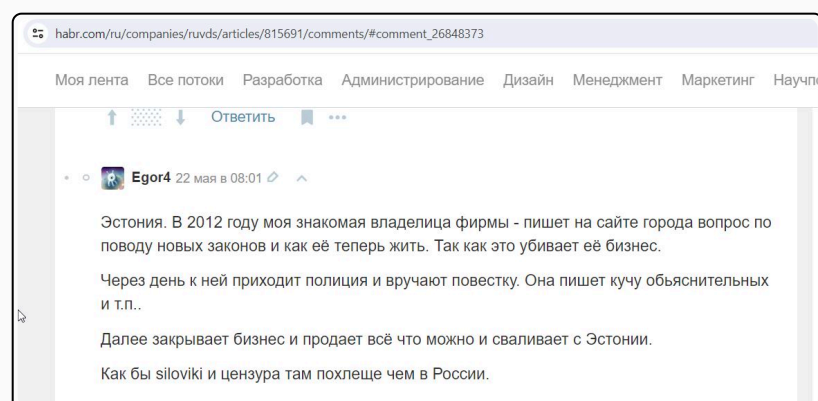 habr.com/ru/companies/ruvds/articles/815691/comments/#comment_26848373
Моя лента Все потоки Разработка Администрирование Дизайн Менеджмент Маркетинг Научп
Ответить
Egor4 22 мая в 08:01
Эстония. В 2012 году моя знакомая владелица фирмы - пишет на сайте города вопрос по
поводу новых законов и как её теперь жить. Так как это убивает её бизнес.
Через день к ней приходит полиция и вручают повестку. Она пишет кучу обьяснительных
и т.п..
Далее закрывает бизнес и продает всё что можно и сваливает с Эстонии.
Как бы siloviki и цензура там похлеще чем в России.